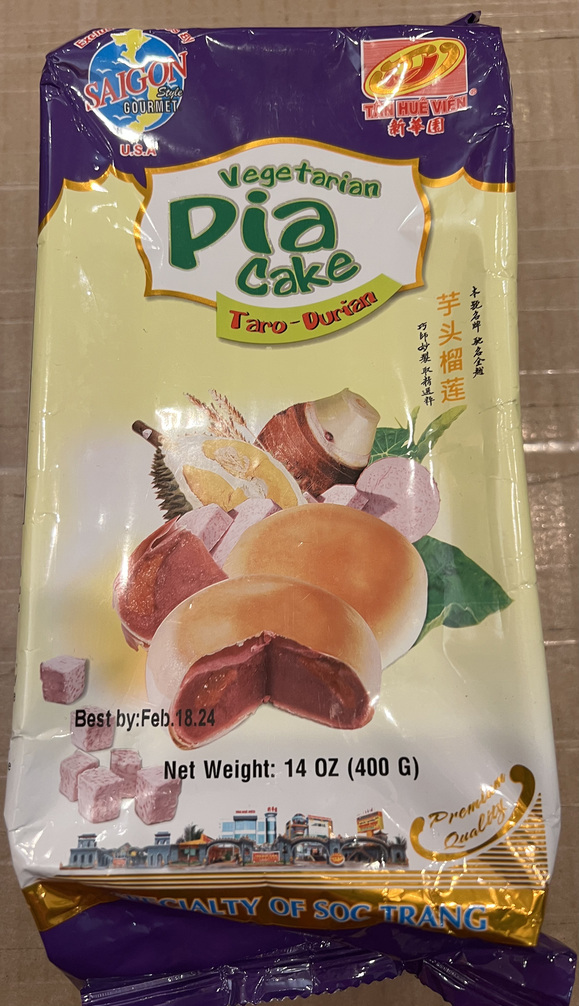 SAIGON
Style
GOURMET
U.S.A
TÂN HUÊ VIÊN®
新華園
Vegetarian
Pia
Cake
Taro-Durian
芋头榴莲
Best by:Feb.18.24
Net Weight: 14 OZ (400 G)
Premium
Quality
SPECIALTY OF SOC TRANG